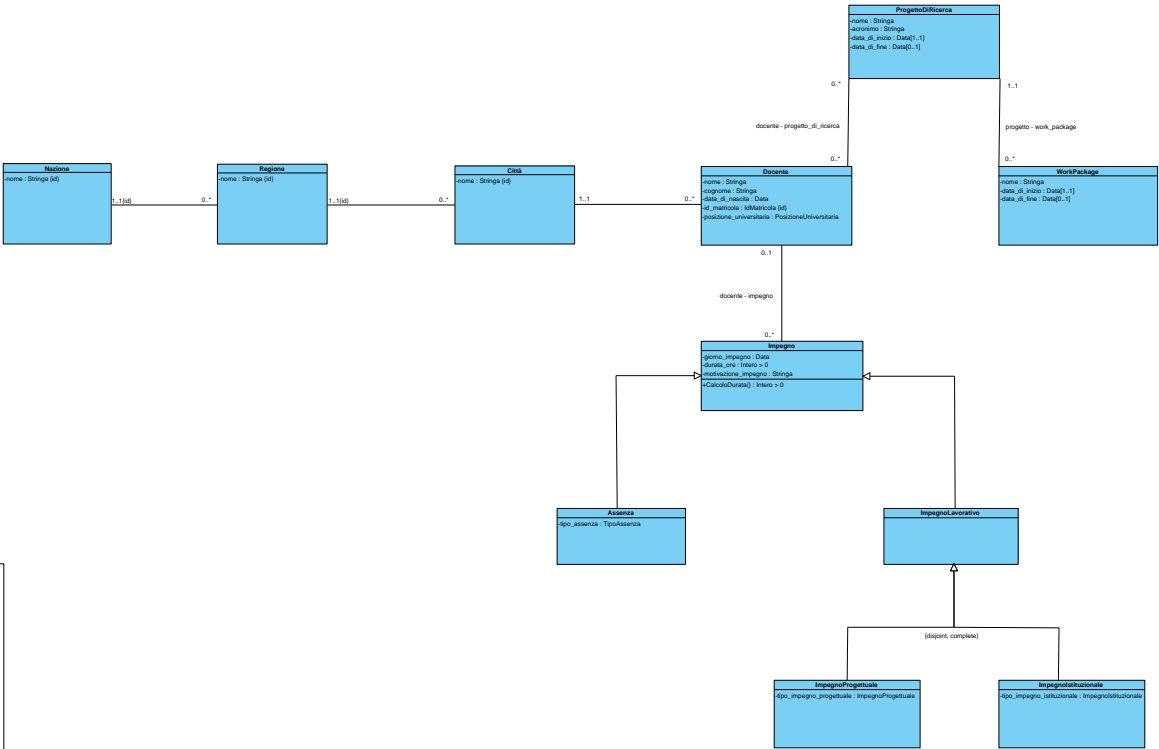 ProgettoDiRicerca
-nome : Stringa
-acronimo : Stringa
-data_di_inizio : Data[1..1]
-data_di_fine : Data[0..1]
0..*
1..1
docente - progetto_di_ricerca
progetto - work_package
0..*
0..*
Nazione
-nome : Stringa {id}
1..1{id}
0..*
Regione
-nome : Stringa {id}
1..1{id}
0..*
Città
-nome : Stringa {id}
1..1
0..*
Docente
-nome : Stringa
-cognome : Stringa
-data_di_nascita : Data
-id_matricola : IdMatricola {id}
-posizione_universitaria : PosizioneUniversitaria
WorkPackage
-nome : Stringa
-data_di_inizio : Data[1..1]
-data_di_fine : Data[0..1]
0..1
docente - impegno
0..*
Impegno
-giorno_impegno : Data
-durata_ore : Intero > 0
-motivazione_impegno : Stringa
+CalcoloDurata() : Intero > 0
Assenza
-tipo_assenza : TipoAssenza
ImpegnoLavorativo
{disjoint, complete}
ImpegnoProgettuale
-tipo_impegno_progettuale : ImpegnoProgettuale
ImpegnoIstituzionale
-tipo_impegno_istituzionale : ImpegnoIstituzionale